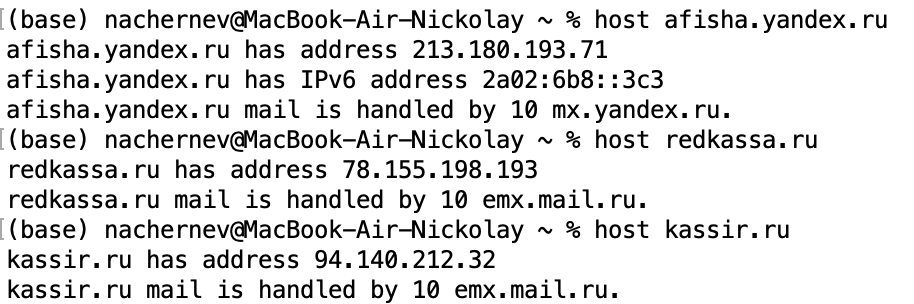 [(base) nachernev@MacBook-Air-Nickolay ~ % host afisha.yandex.ru
afisha.yandex.ru has address 213.180.193.71
afisha.yandex.ru has IPv6 address 2a02:6b8::3c3
afisha.yandex.ru mail is handled by 10 mx.yandex.ru.
[(base) nachernev@MacBook-Air-Nickolay ~ % host redkassa.ru
redkassa.ru has address 78.155.198.193
redkassa.ru mail is handled by 10 emx.mail.ru.
[(base) nachernev@MacBook-Air-Nickolay ~ % host kassir.ru
kassir.ru has address 94.140.212.32
kassir.ru mail is handled by 10 emx.mail.ru.